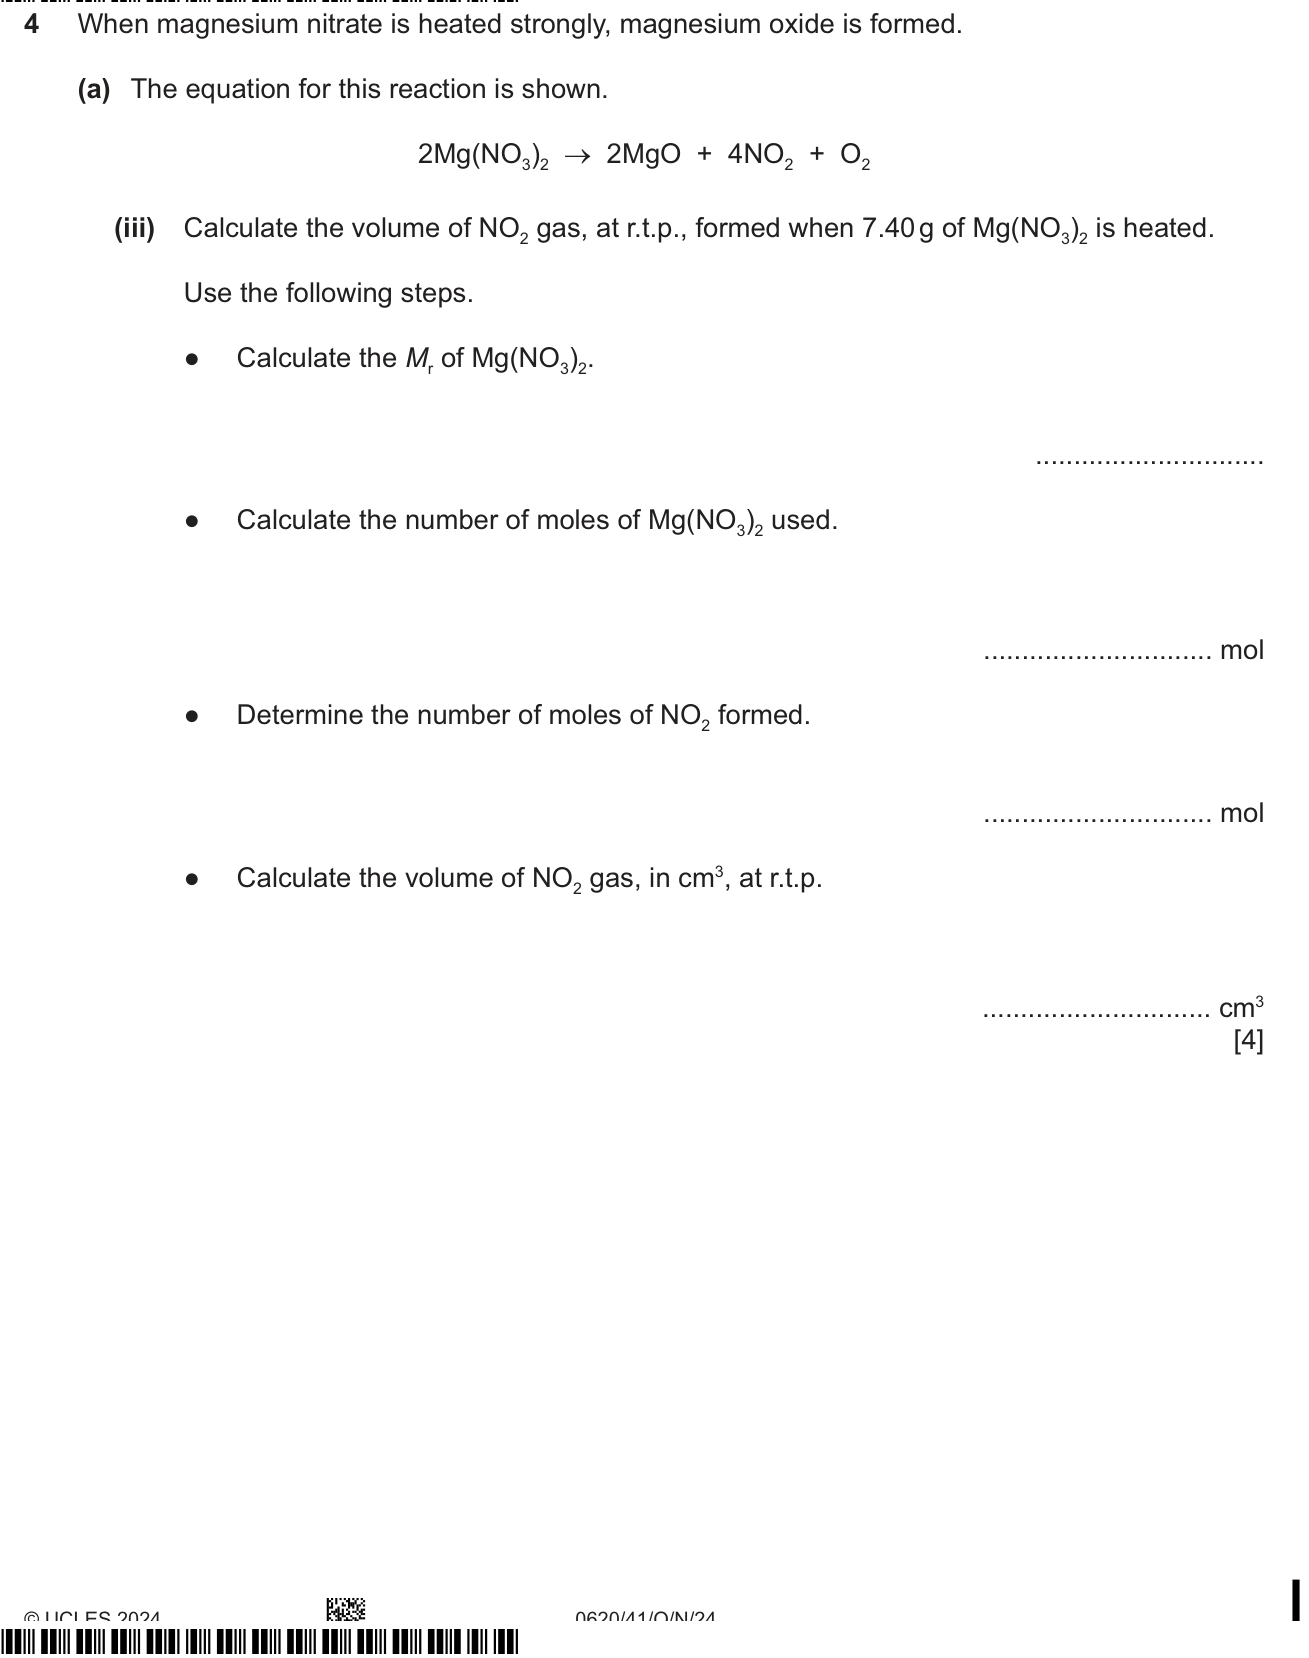 4 When magnesium nitrate is heated strongly, magnesium oxide is formed.
(a) The equation for this reaction is shown.
2Mg(NO₃)₂ → 2MgO + 4NO₂ + O₂
(iii) Calculate the volume of NO₂ gas, at r.t.p., formed when 7.40 g of Mg(NO₃)₂ is heated.
Use the following steps.
● Calculate the Mᵣ of Mg(NO₃)₂.
..............................
● Calculate the number of moles of Mg(NO₃)₂ used.
.............................. mol
● Determine the number of moles of NO₂ formed.
.............................. mol
● Calculate the volume of NO₂ gas, in cm³, at r.t.p.
.............................. cm³
[4]
© UCLES 2024 0620/41/O/N/24